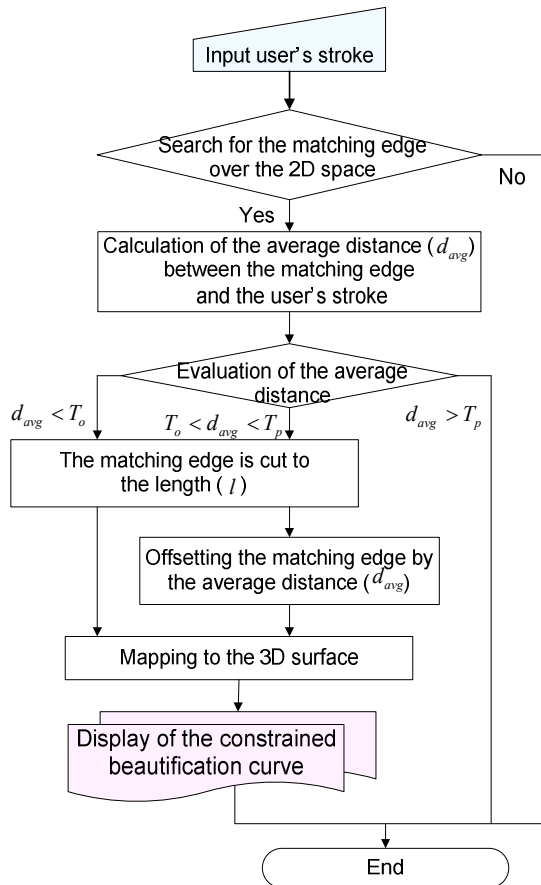 Input user's stroke
Search for the matching edge
over the 2D space
No
Yes
Calculation of the average distance (d_avg)
between the matching edge
and the user's stroke
Evaluation of the average
distance
d_avg < T_o
T_o < d_avg < T_p
d_avg > T_p
The matching edge is cut to
the length ( l )
Offsetting the matching edge by
the average distance (d_avg)
Mapping to the 3D surface
Display of the constrained
beautification curve
End